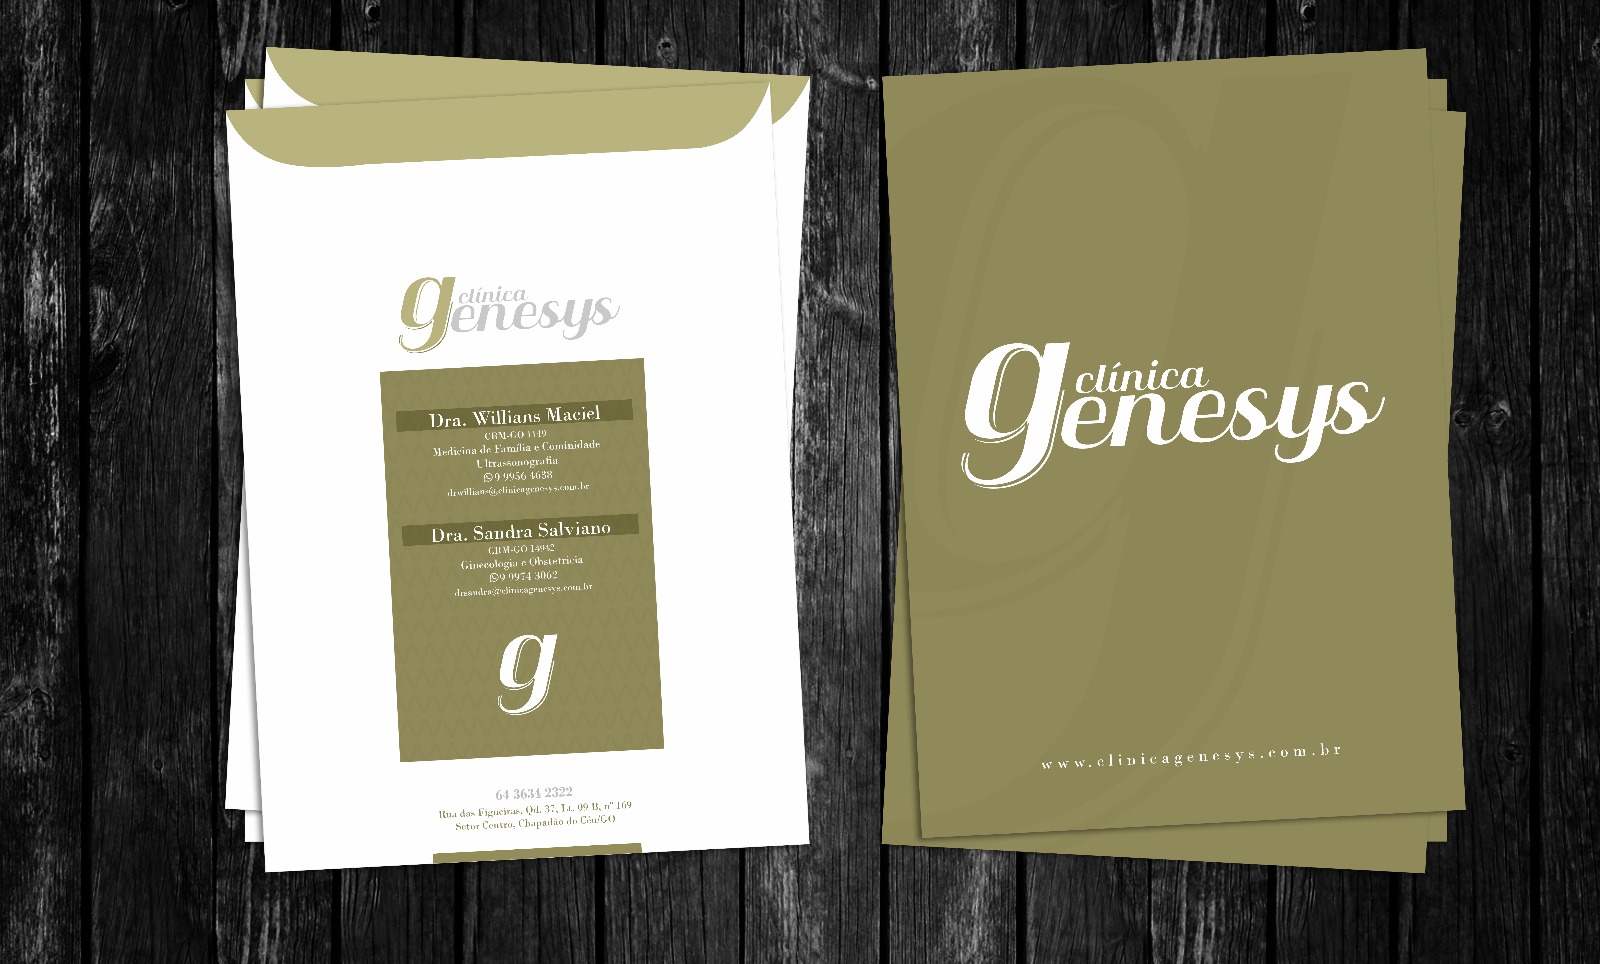 clínica
genesys
Dra. Willians Maciel
CRM-GO 1149
Medicina de Família e Cominidade
Ultrassonografia
9 9956 4638
drwillians@clinicagenesys.com.br
Dra. Sandra Salviano
CRM-GO 14942
Ginecologia e Obstetrícia
9 9974 3062
drsandra@clinicagenesys.com.br
g
64 3634 2322
Rua das Figueiras, Qd. 37, Lt. 09 B, nº 169
Setor Centro, Chapadão do Céu/GO
clínica
genesys
www.clinicagenesys.com.br